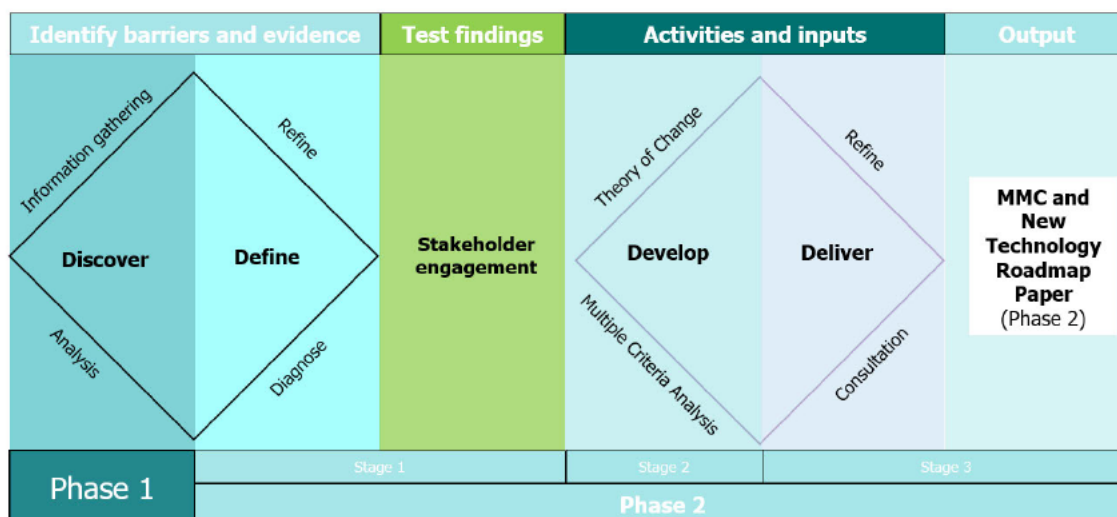 Identify barriers and evidence
Test findings
Activities and inputs
Output
Information gathering
Refine
Theory of Change
Refine
Discover
Define
Stakeholder
engagement
Develop
Deliver
MMC and
New
Technology
Roadmap
Paper
(Phase 2)
Analysis
Diagnose
Multiple Criteria Analysis
Consultation
Phase 1
Stage 1
Stage 2
Stage 3
Phase 2